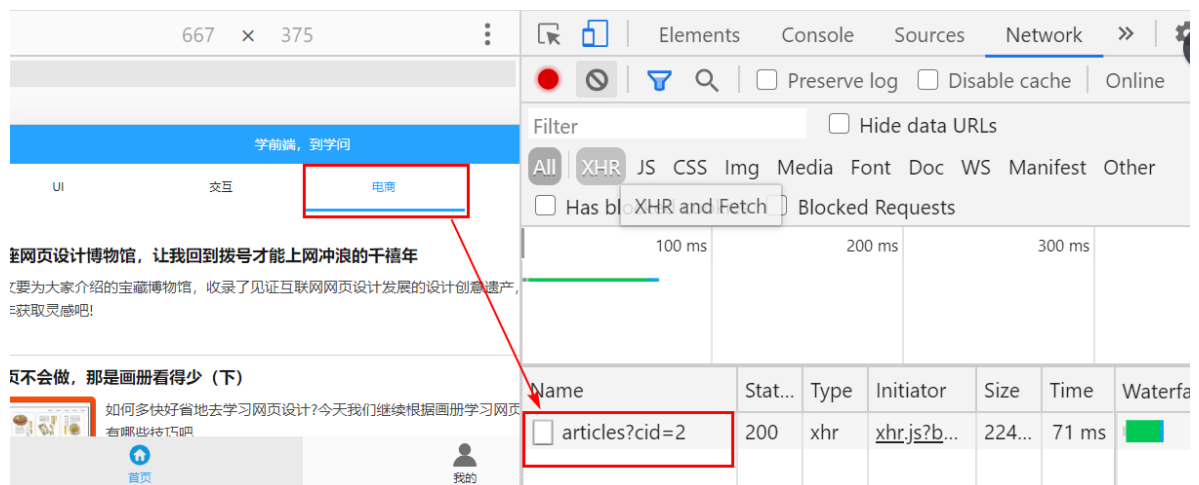 667 × 375
学前端，到学问
UI 交互 电商
座网页设计博物馆，让我回到拨号才能上网冲浪的千禧年
文要为大家介绍的宝藏博物馆，收录了见证互联网网页设计发展的设计创意遗产，
获取灵感吧!
页不会做，那是画册看得少（下）
如何多快好省地去学习网页设计?今天我们继续根据画册学习网页
有哪些技巧吧
首页 我的
Elements Console Sources Network »
Preserve log Disable cache Online
Filter Hide data URLs
All XHR JS CSS Img Media Font Doc WS Manifest Other
Has bl XHR and Fetch Blocked Requests
100 ms 200 ms 300 ms
Name Stat... Type Initiator Size Time Waterfa
articles?cid=2 200 xhr xhr.js?b... 224... 71 ms